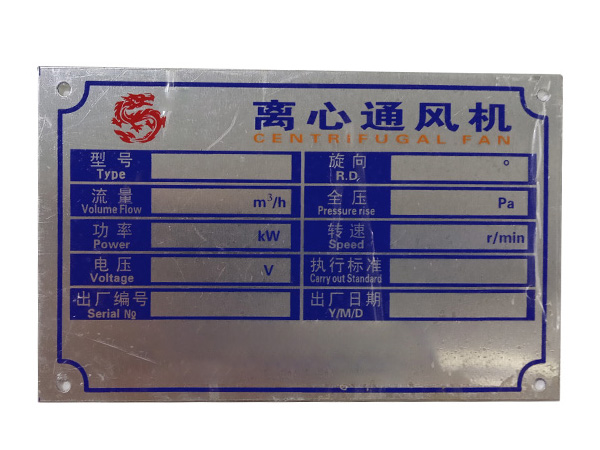 离心通风机
CENTRIFUGAL FAN
型号 旋向 °
Type R.D.
流量 m³/h 全压 Pa
Volume Flow Pressure rise
功率 kW 转速 r/min
Power Speed
电压 V 执行标准
Voltage Carry out Standard
出厂编号 出厂日期
Serial № Y/M/D